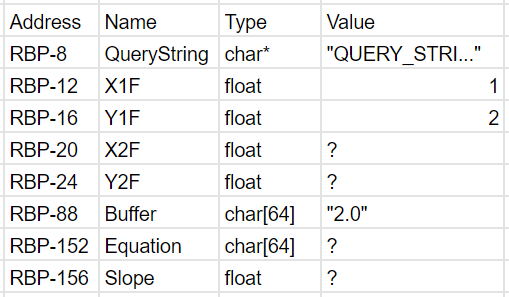 Address Name Type Value
RBP-8 QueryString char* "QUERY_STRI..."
RBP-12 X1F float 1
RBP-16 Y1F float 2
RBP-20 X2F float ?
RBP-24 Y2F float ?
RBP-88 Buffer char[64] "2.0"
RBP-152 Equation char[64] ?
RBP-156 Slope float ?